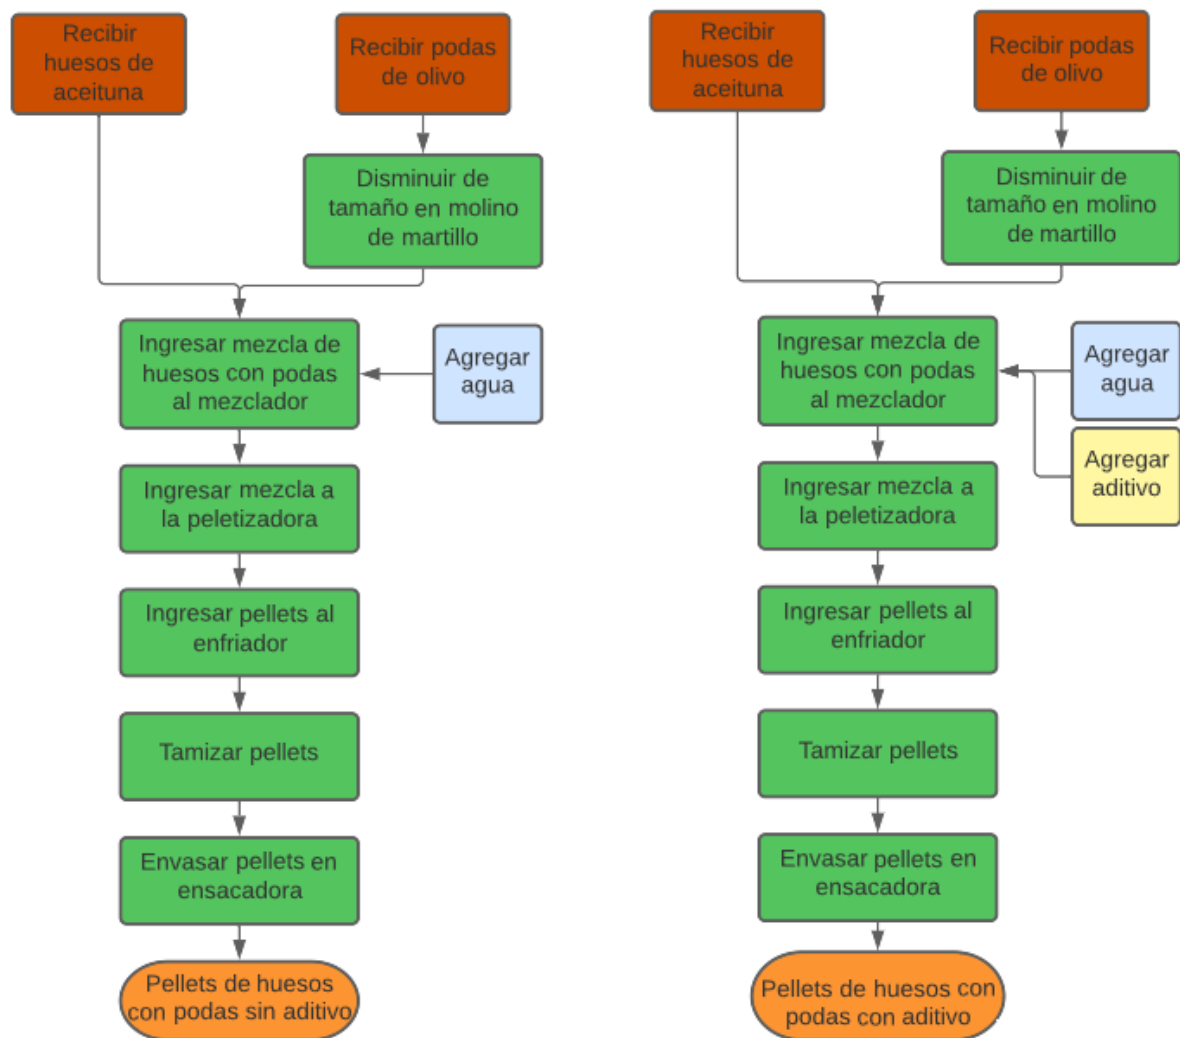 Recibir
huesos de
aceituna
Recibir podas
de olivo
Disminuir de
tamaño en molino
de martillo
Ingresar mezcla de
huesos con podas
al mezclador
Agregar
agua
Ingresar mezcla a
la peletizadora
Ingresar pellets al
enfriador
Tamizar pellets
Envasar pellets en
ensacadora
Pellets de huesos
con podas sin aditivo
Recibir
huesos de
aceituna
Recibir podas
de olivo
Disminuir de
tamaño en molino
de martillo
Ingresar mezcla de
huesos con podas
al mezclador
Agregar
agua
Agregar
aditivo
Ingresar mezcla a
la peletizadora
Ingresar pellets al
enfriador
Tamizar pellets
Envasar pellets en
ensacadora
Pellets de huesos con
podas con aditivo